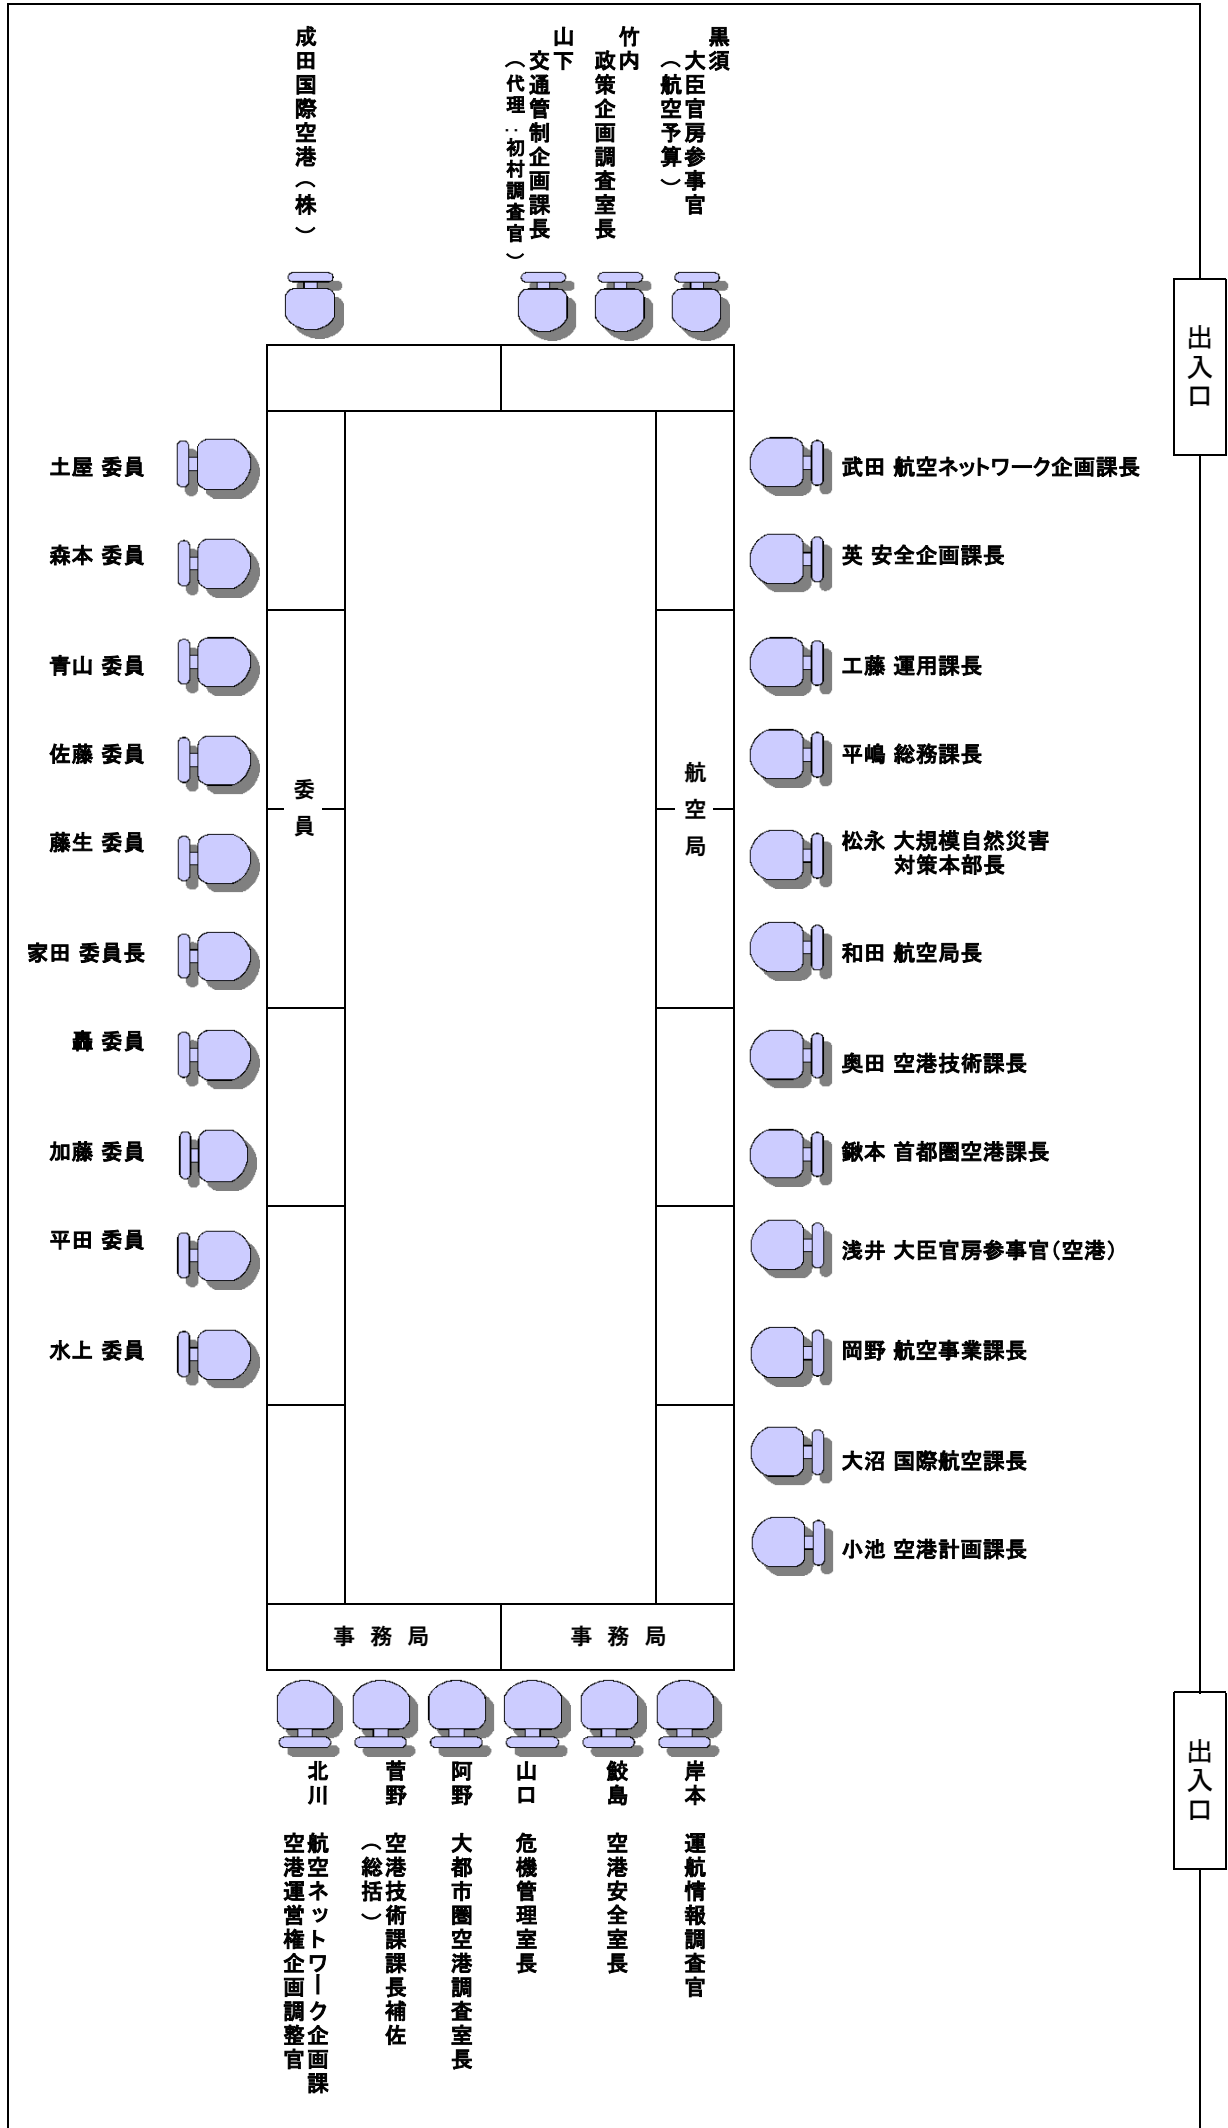 黒須
大臣官房参事官
（航空予算）
竹内
政策企画調査室長
山下
交通管制企画課長
（代理：初村調査官）
成田国際空港（株）
出入口
土屋 委員
森本 委員
青山 委員
佐藤 委員
藤生 委員
家田 委員長
轟 委員
加藤 委員
平田 委員
水上 委員
委員
航空局
武田 航空ネットワーク企画課長
英 安全企画課長
工藤 運用課長
平嶋 総務課長
松永 大規模自然災害
対策本部長
和田 航空局長
奥田 空港技術課長
鍬本 首都圏空港課長
浅井 大臣官房参事官（空港）
岡野 航空事業課長
大沼 国際航空課長
小池 空港計画課長
事務局
事務局
出入口
岸本 運航情報調査官
鮫島 空港安全室長
山口 危機管理室長
阿野 大都市圏空港調査室長
菅野 空港技術課課長補佐
（総括）
北川 航空ネットワーク企画課
空港運営権企画調整官